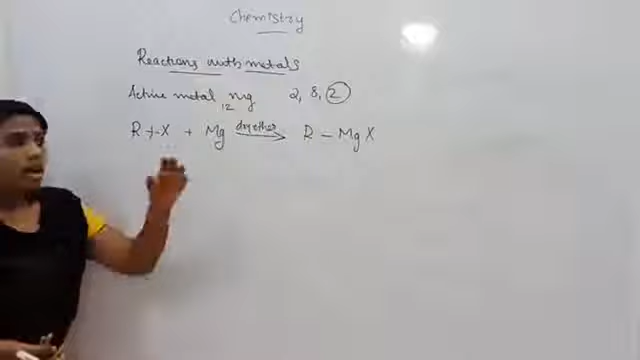 Chemistry
Reactions with metals
Active metal 12 Mg 2, 8, 2
R+X + Mg dry ether → R – Mg X